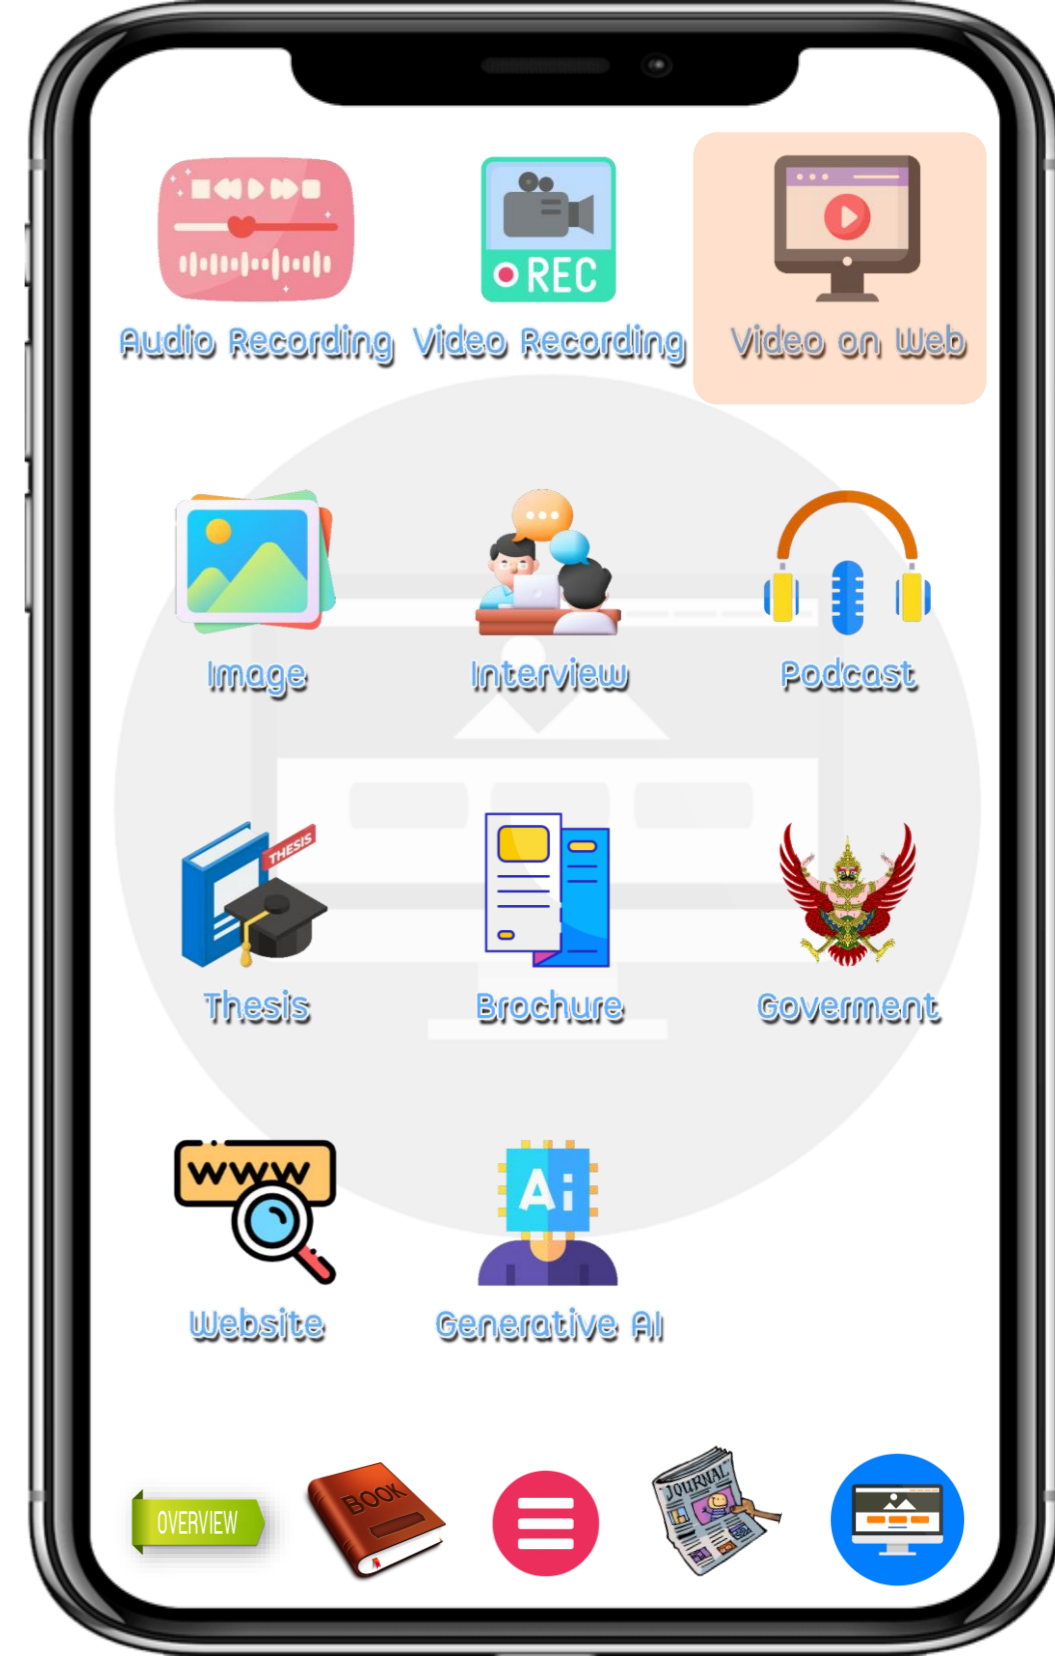 REC
Audio Recording
Video Recording
Video on Web
Image
Interview
Podcast
THESIS
Thesis
Brochure
Goverment
www
Ai
Website
Generative AI
OVERVIEW
BOOK
JOURNAL